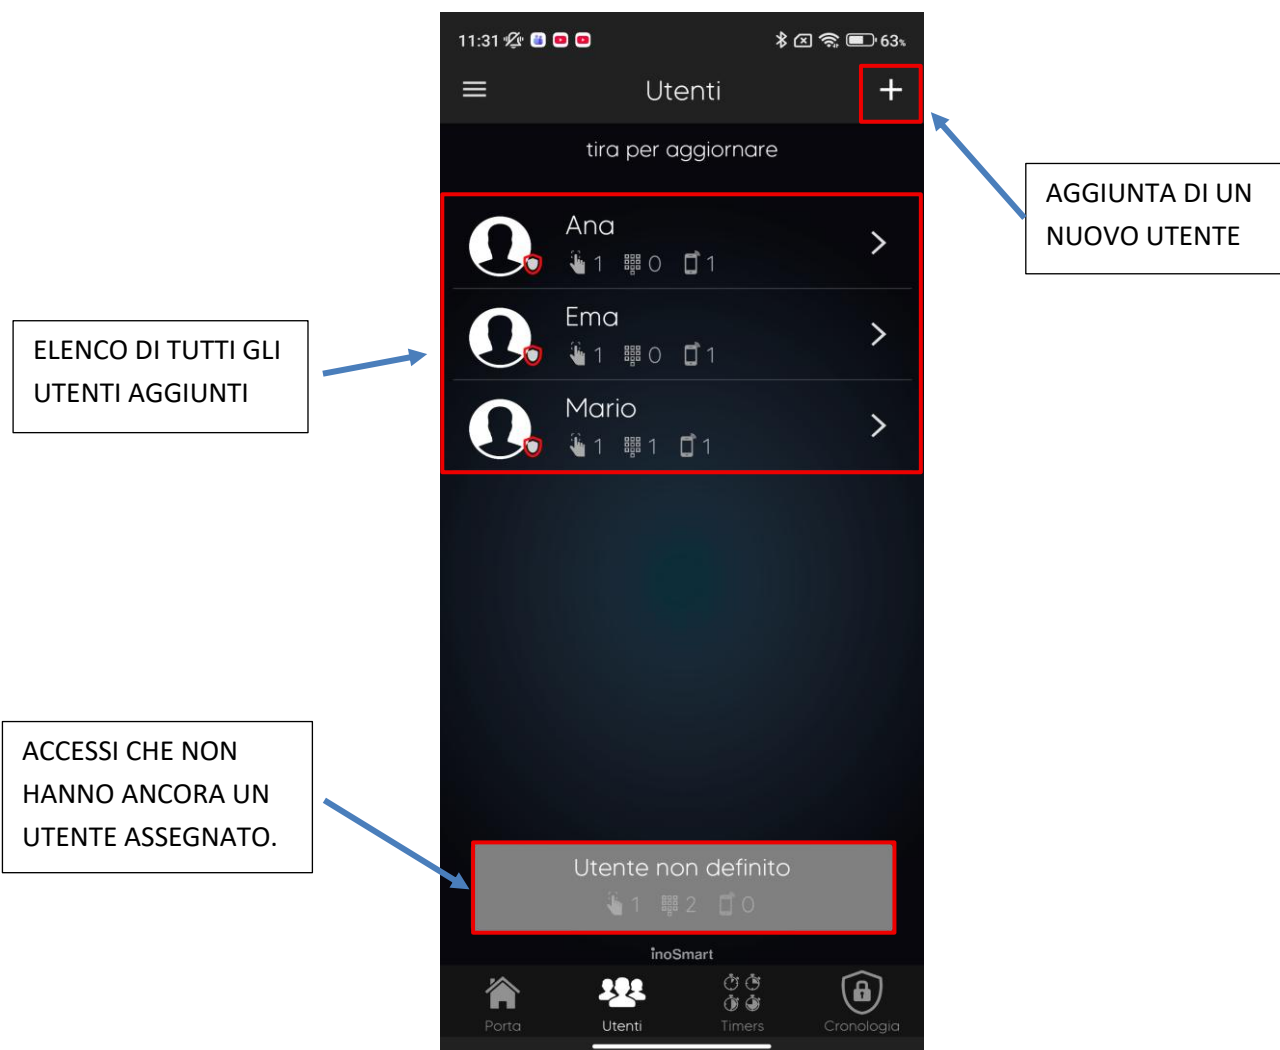 11:31 63%
Utenti +
tira per aggiornare
AGGIUNTA DI UN
NUOVO UTENTE
Ana
1 0 1
Ema
1 0 1
Mario
1 1 1
ELENCO DI TUTTI GLI
UTENTI AGGIUNTI
ACCESSI CHE NON
HANNO ANCORA UN
UTENTE ASSEGNATO.
Utente non definito
1 2 0
inoSmart
Porta Utenti Timers Cronologia